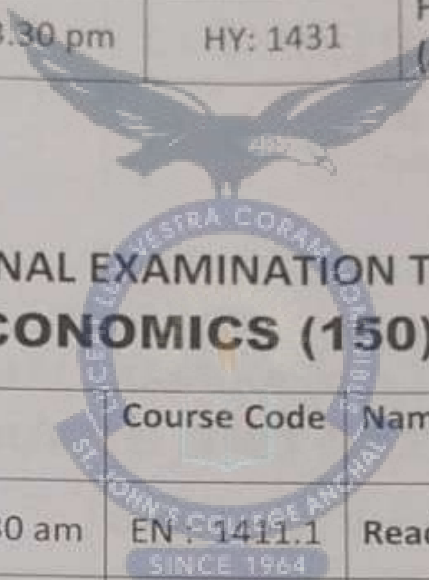 .30 pm HY: 1431
NAL EXAMINATION T
CONOMICS (150)
LUCEAT LUX VESTRA CORAM OMNIBUS
Course Code Nam
ST. JOHN'S COLLEGE ANCHAL
0 am EN : 1411.1 Read
SINCE 1964